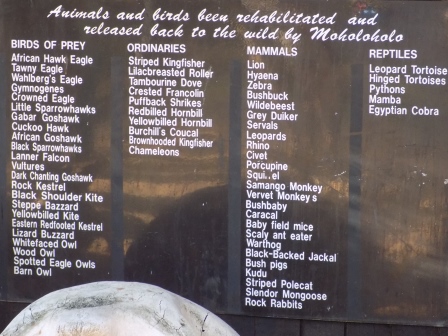 Animals and birds been rehabilitated and
released back to the wild by Moholoholo
BIRDS OF PREY
African Hawk Eagle
Tawny Eagle
Wahlberg's Eagle
Gymnogenes
Crowned Eagle
Little Sparrowhawks
Gabar Goshawk
Cuckoo Hawk
African Goshawk
Black Sparrowhawks
Lanner Falcon
Vultures
Dark Chanting Goshawk
Rock Kestrel
Black Shoulder Kite
Steppe Bazzard
Yellowbilled Kite
Eastern Redfooted Kestrel
Lizard Buzzard
Whitefaced Owl
Wood Owl
Spotted Eagle Owls
Barn Owl
ORDINARIES
Striped Kingfisher
Lilacbreasted Roller
Tambourine Dove
Crested Francolin
Puffback Shrikes
Redbilled Hornbill
Yellowbilled Hornbill
Burchill's Coucal
Brownhooded Kingfisher
Chameleons
MAMMALS
Lion
Hyaena
Zebra
Bushbuck
Wildebeest
Grey Duiker
Servals
Leopards
Rhino
Civet
Porcupine
Squi..el
Samango Monkey
Vervet Monkeys
Bushbaby
Caracal
Baby field mice
Scaly ant eater
Warthog
Black-Backed Jackal
Bush pigs
Kudu
Striped Polecat
Slendor Mongoose
Rock Rabbits
REPTILES
Leopard Tortoise
Hinged Tortoises
Pythons
Mamba
Egyptian Cobra